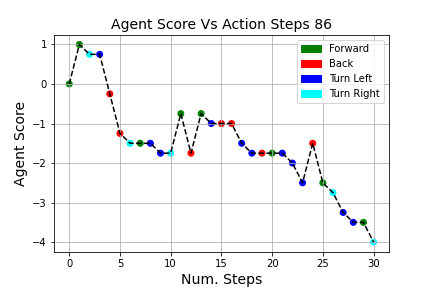 Agent Score Vs Action Steps 86
Forward
Back
Turn Left
Turn Right
Agent Score
1
0
−1
−2
−3
−4
0 5 10 15 20 25 30
Num. Steps